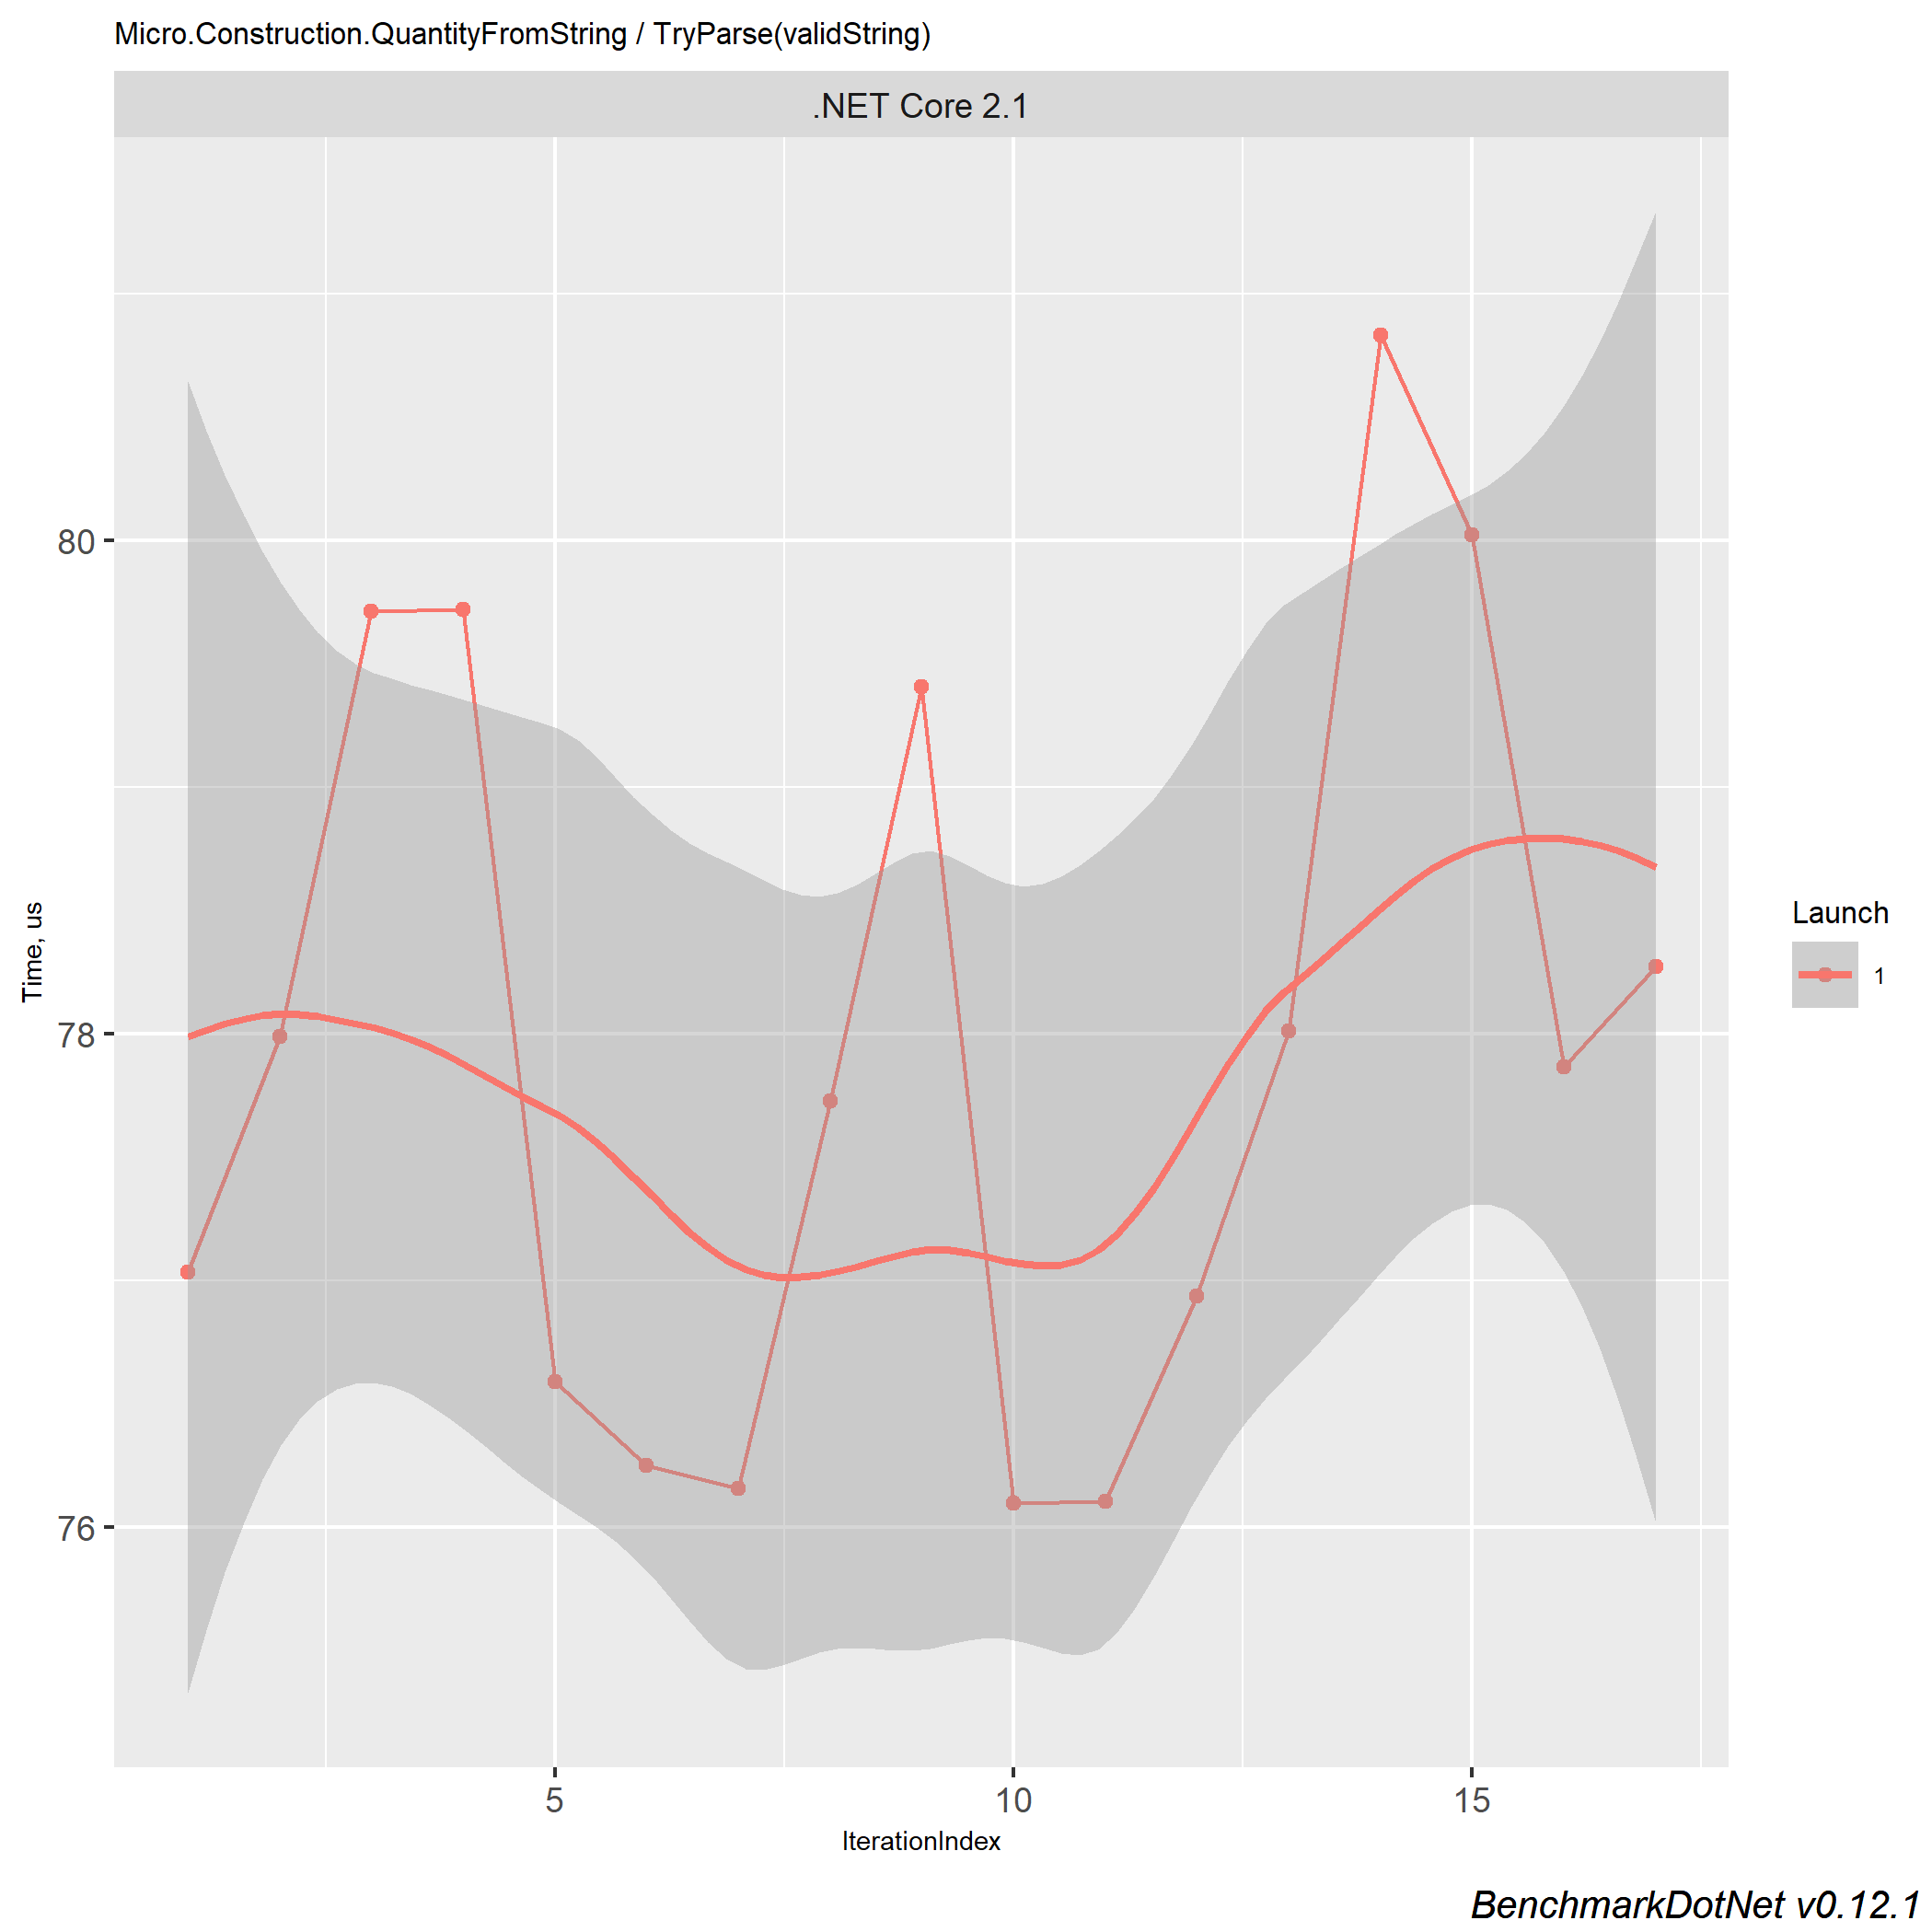 Micro.Construction.QuantityFromString / TryParse(validString)
.NET Core 2.1
80
78
76
Time, us
5
10
15
IterationIndex
Launch
1
BenchmarkDotNet v0.12.1